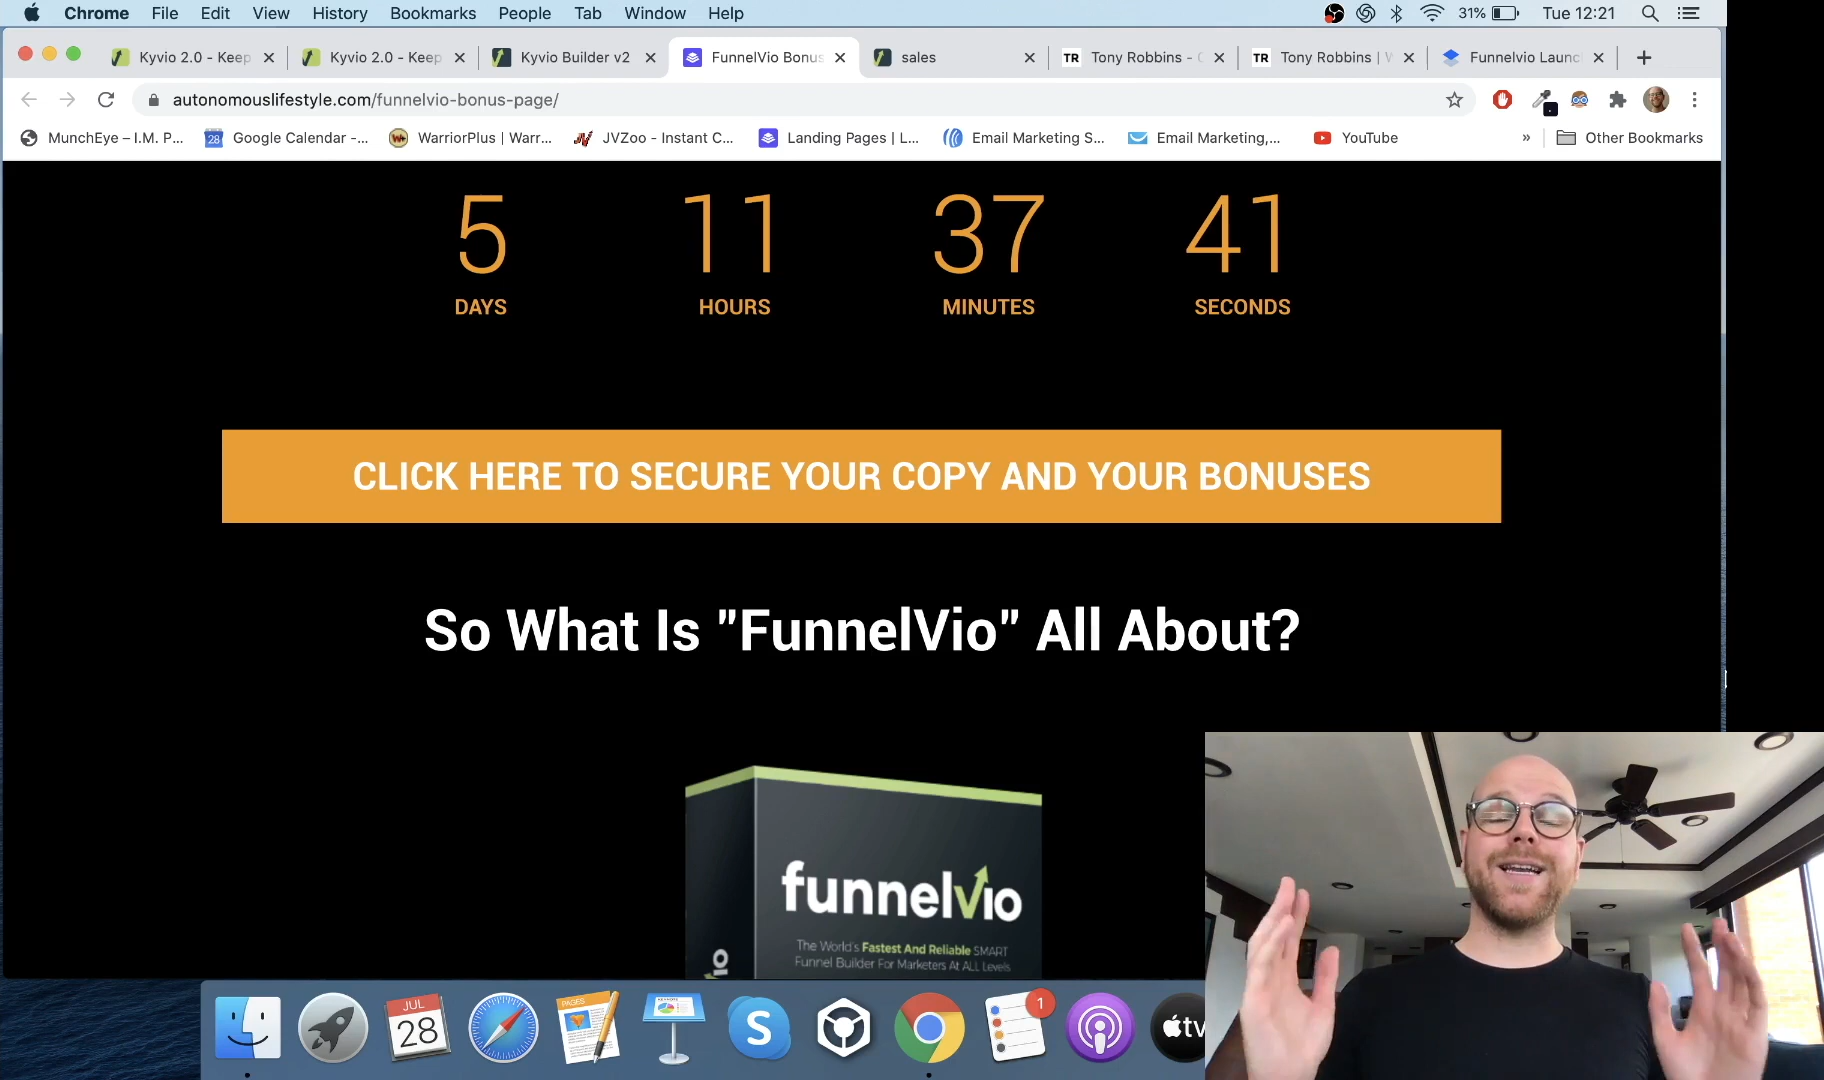 Chrome File Edit View History Bookmarks People Tab Window Help 31% Tue 12:21
Kyvio 2.0 - Keep Kyvio 2.0 - Keep Kyvio Builder v2 FunnelVio Bonus sales TR Tony Robbins - TR Tony Robbins | Funnelvio Launc
autonomouslifestyle.com/funnelvio-bonus-page/
MunchEye – I.M. P... 28 Google Calendar -... W+ WarriorPlus | Warr... JVZoo - Instant C... Landing Pages | L... Email Marketing S... Email Marketing,... YouTube » Other Bookmarks
5 11 37 41
DAYS HOURS MINUTES SECONDS
CLICK HERE TO SECURE YOUR COPY AND YOUR BONUSES
So What Is "FunnelVio" All About?
funnelvio
The World's Fastest And Reliable SMART
Funnel Builder For Marketers At ALL Levels
io
JUL
28
PAGES
KEYNOTE
S
1
tv